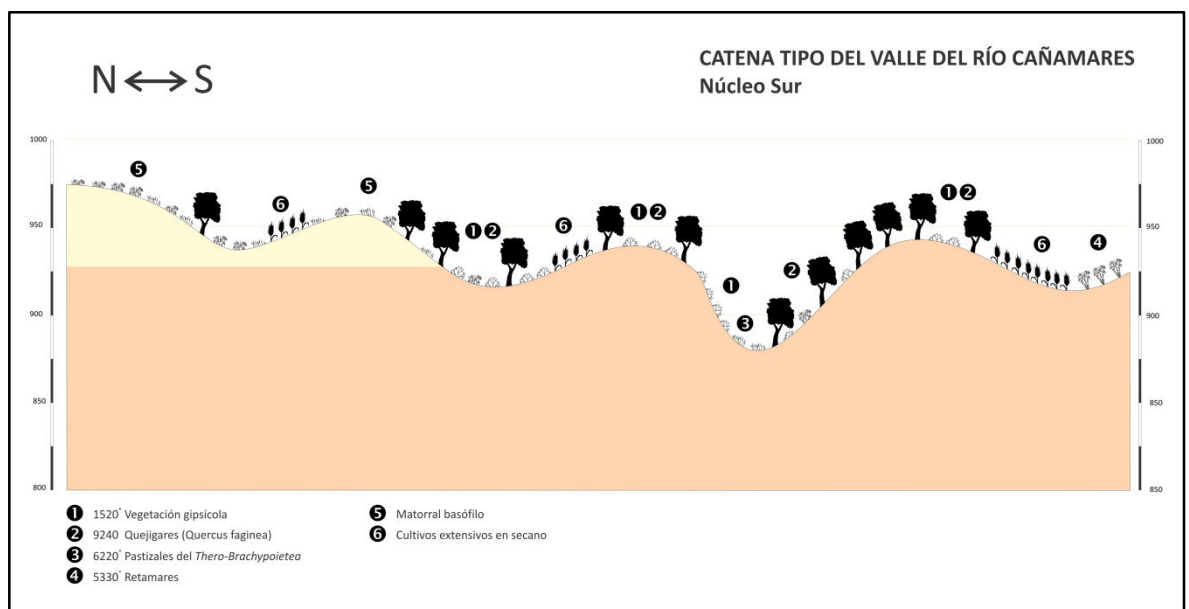 N ↔ S
CATENA TIPO DEL VALLE DEL RÍO CAÑAMARES
Núcleo Sur
1000
950
900
850
800
1000
950
900
850
850
5
6
5
1 2
6
1 2
1
3
2
1 2
6
4
1 1520* Vegetación gipsícola
2 9240 Quejigares (Quercus faginea)
3 6220* Pastizales del Thero-Brachypoietea
4 5330* Retamares
5 Matorral basófilo
6 Cultivos extensivos en secano